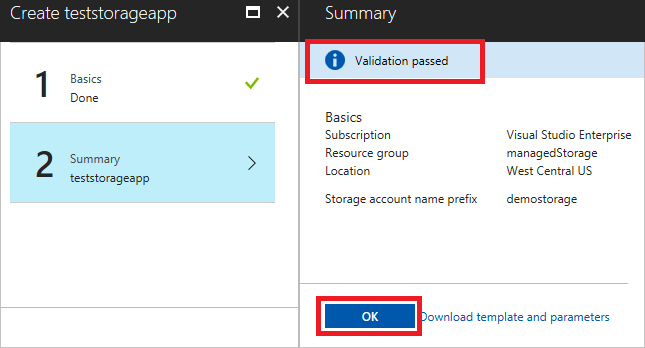 Create teststorageapp
1
Basics
Done
2
Summary
teststorageapp
Summary
Validation passed
Basics
Subscription Visual Studio Enterprise
Resource group managedStorage
Location West Central US
Storage account name prefix demostorage
OK Download template and parameters